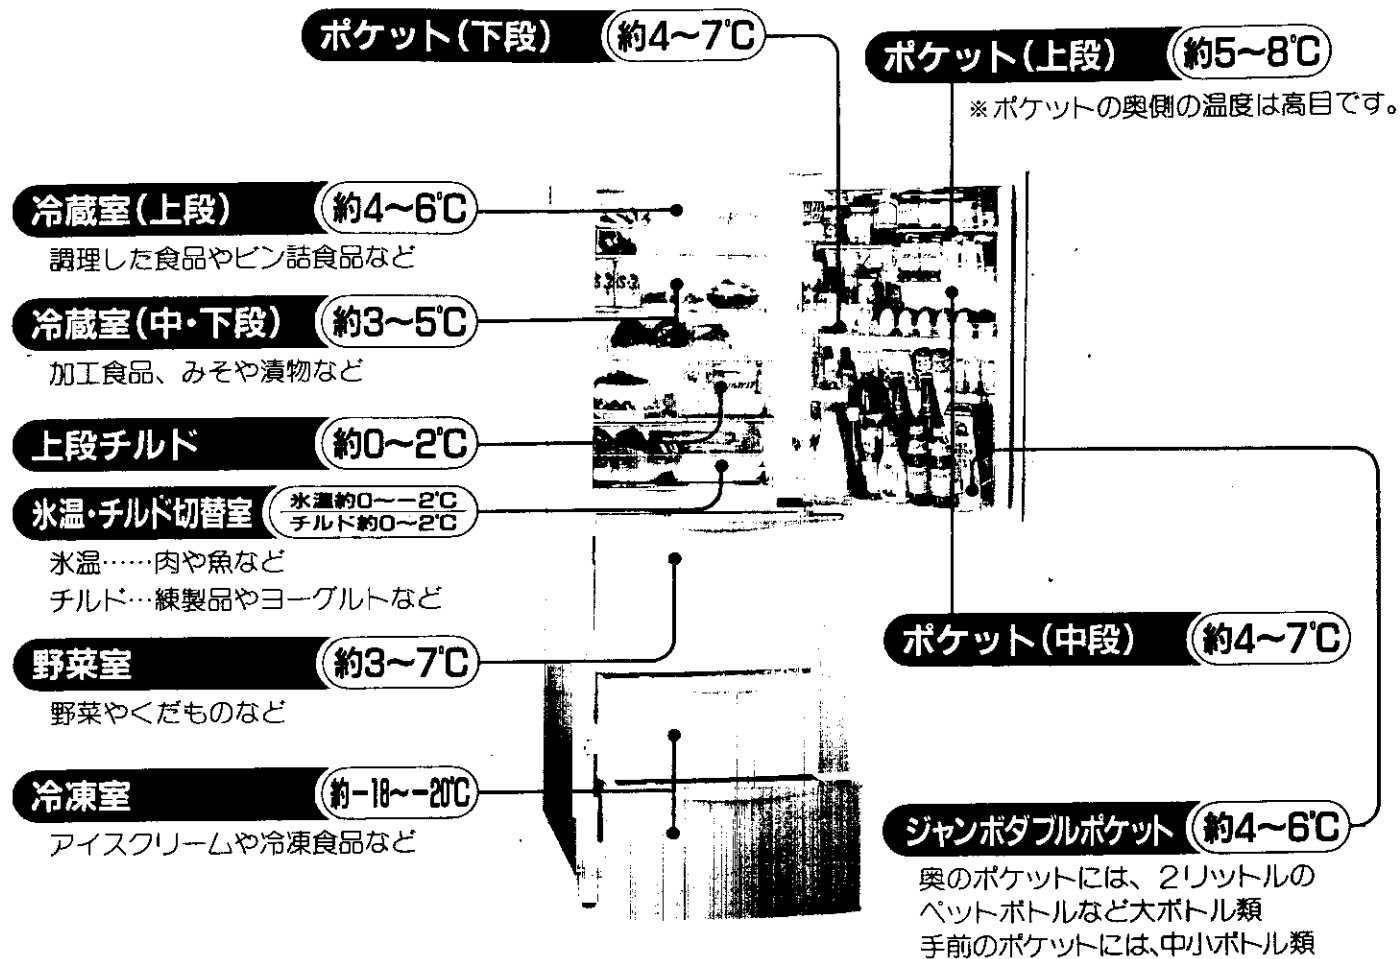 ポケット(下段) 約4〜7℃
ポケット(上段) 約5〜8℃
※ポケットの奥側の温度は高目です。
冷蔵室(上段) 約4〜6℃
調理した食品やビン詰食品など
冷蔵室(中・下段) 約3〜5℃
加工食品、みそや漬物など
上段チルド 約0〜2℃
氷温・チルド切替室 氷温約0〜−2℃
チルド約0〜2℃
氷温……肉や魚など
チルド…練製品やヨーグルトなど
野菜室 約3〜7℃
野菜やくだものなど
冷凍室 約−18〜−20℃
アイスクリームや冷凍食品など
ポケット(中段) 約4〜7℃
ジャンボダブルポケット 約4〜6℃
奥のポケットには、2リットルの
ペットボトルなど大ボトル類
手前のポケットには、中小ボトル類